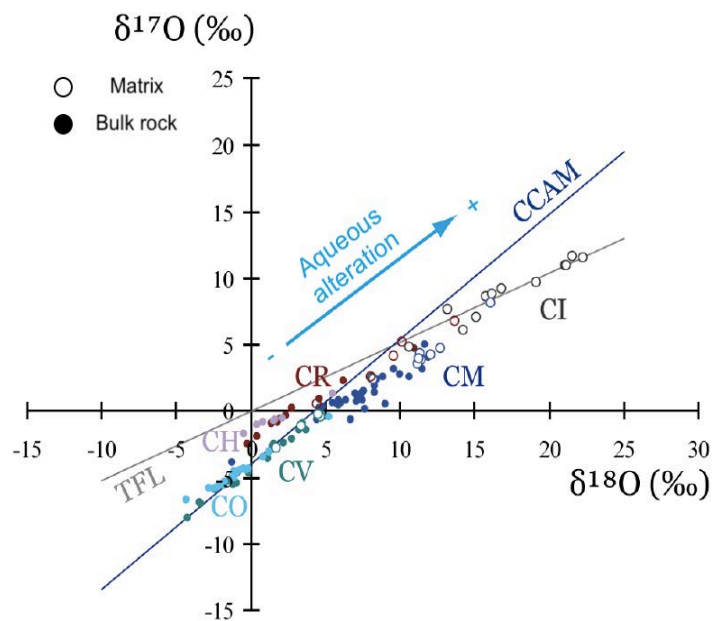 δ¹⁷O (‰)
Matrix
Bulk rock
25
20
15
10
5
0
-5
-10
-15
-15
-10
-5
0
5
10
15
20
25
30
δ¹⁸O (‰)
Aqueous
alteration
-
+
CCAM
CI
CR
CM
CH
CV
CO
TFL